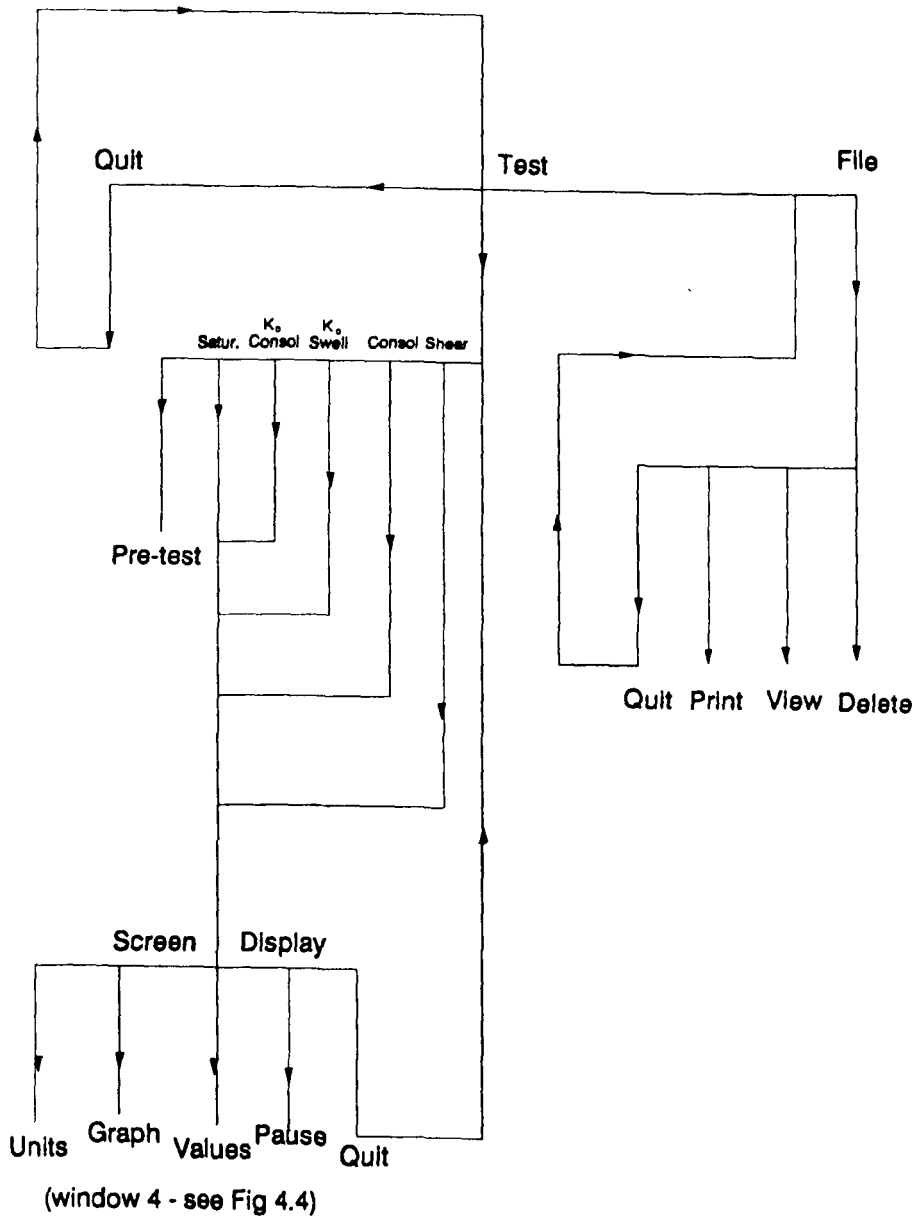 Quit
Test
File
Satur.
K₀
Consol
K₀
Swell
Consol
Shear
Pre-test
Quit
Print
View
Delete
Screen
Display
Units
Graph
Values
Pause
Quit
(window 4 - see Fig 4.4)